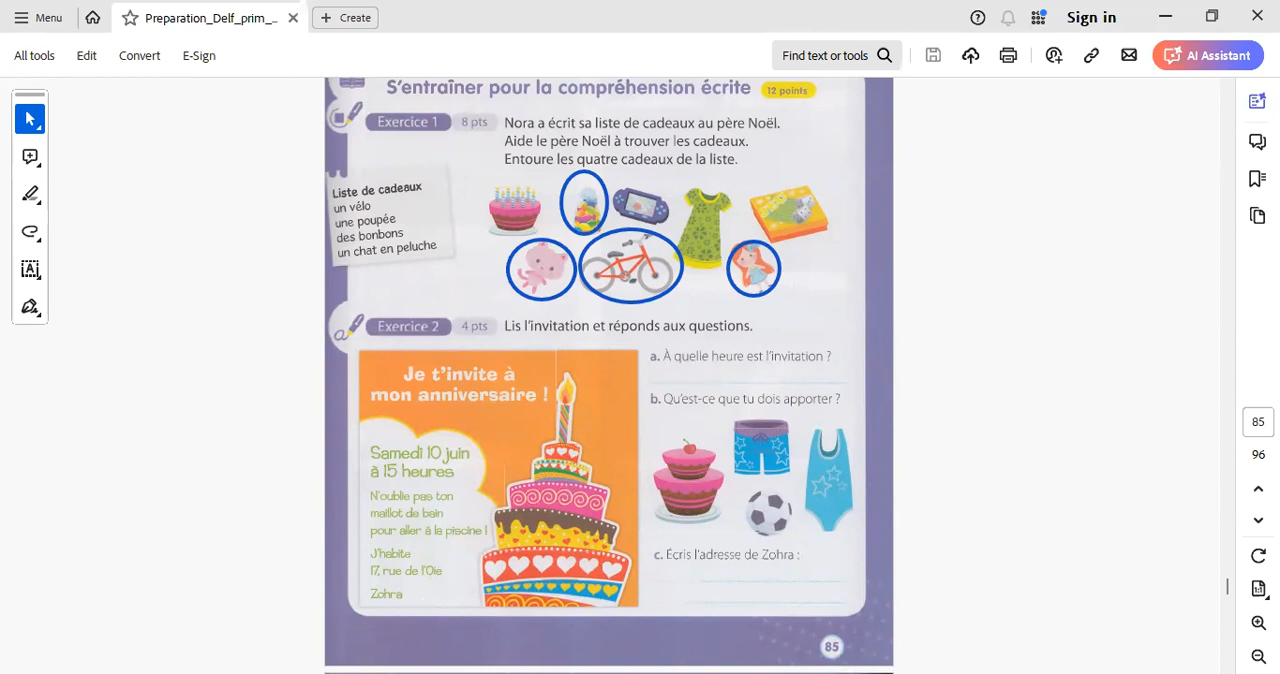 Menu
Preparation_Delf_prim_...
Create
Sign in
All tools
Edit
Convert
E-Sign
Find text or tools
AI Assistant
S'entraîner pour la compréhension écrite
12 points
Exercice 1
8 pts
Nora a écrit sa liste de cadeaux au père Noël.
Aide le père Noël à trouver les cadeaux.
Entoure les quatre cadeaux de la liste.
Liste de cadeaux
un vélo
une poupée
des bonbons
un chat en peluche
Exercice 2
4 pts
Lis l'invitation et réponds aux questions.
Je t'invite à
mon anniversaire !
Samedi 10 juin
à 15 heures
N'oublie pas ton
maillot de bain
pour aller à la piscine !
J'habite
17, rue de l'Oie
Zohra
a. À quelle heure est l'invitation ?
b. Qu'est-ce que tu dois apporter ?
c. Écris l'adresse de Zohra :
85
85
96